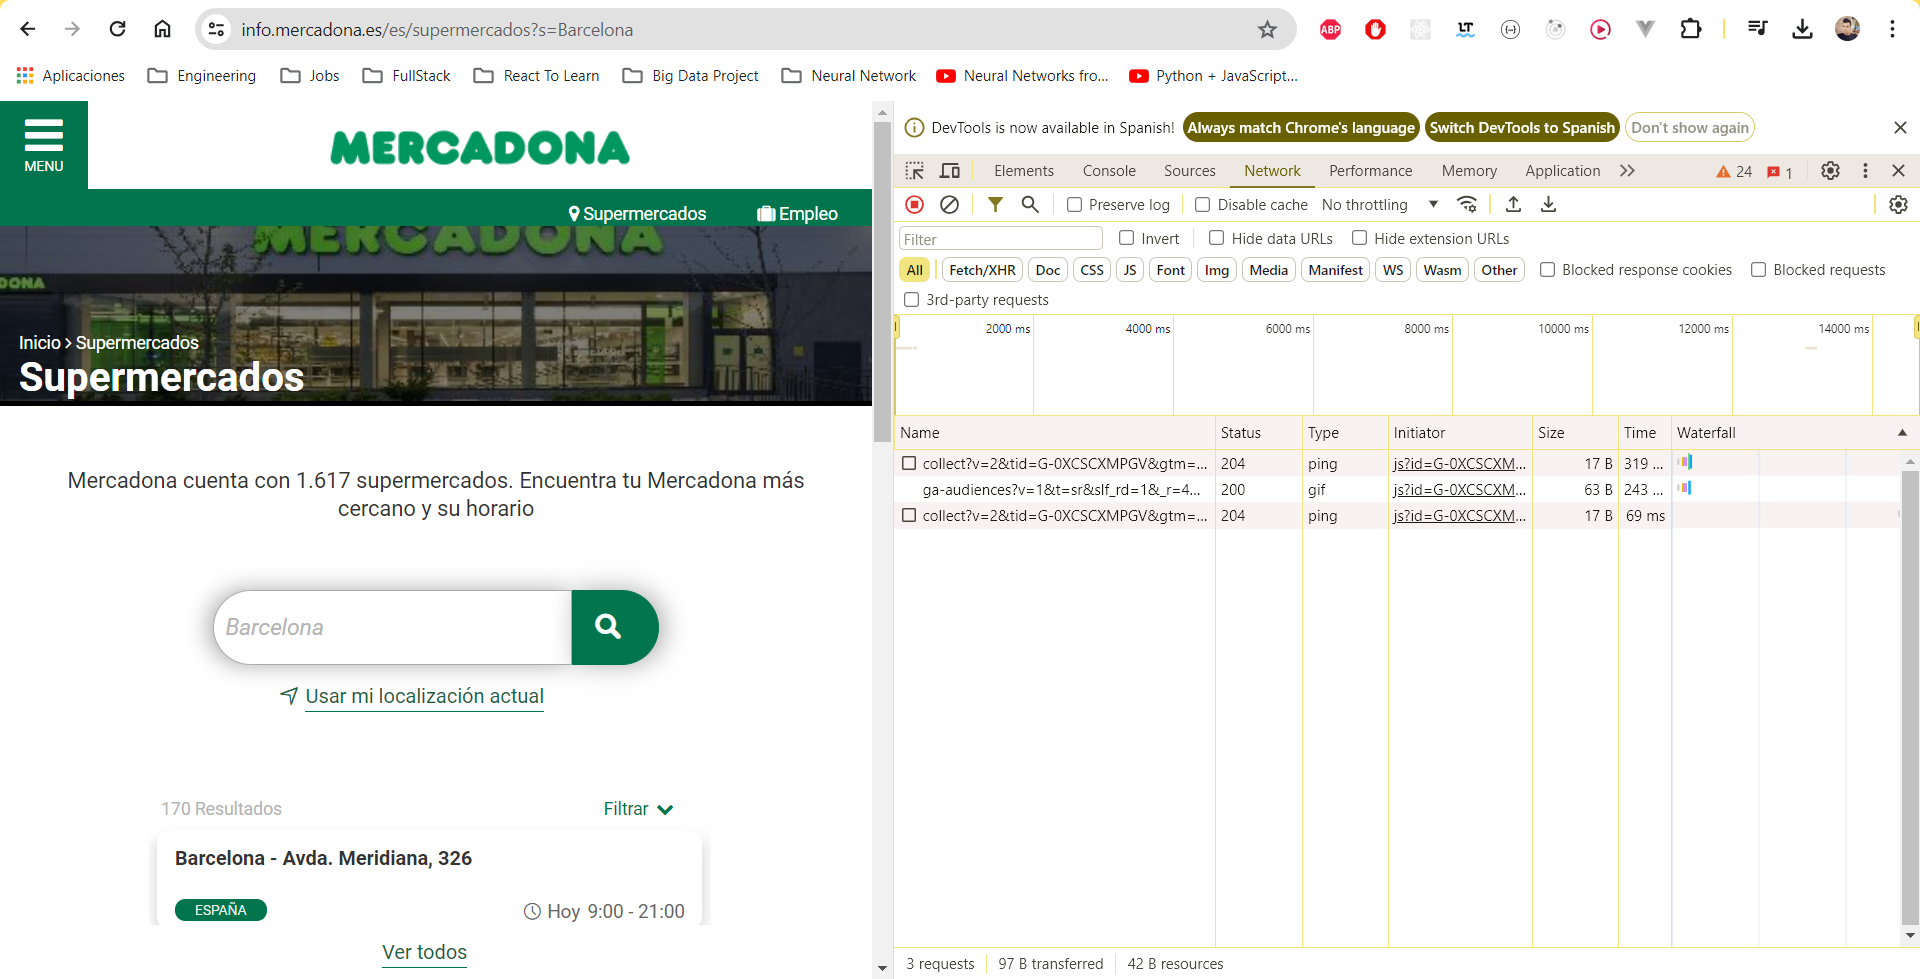 info.mercadona.es/es/supermercados?s=Barcelona
ABP
LT
Aplicaciones Engineering Jobs FullStack React To Learn Big Data Project Neural Network Neural Networks fro... Python + JavaScript...
MENU
MERCADONA
Supermercados Empleo
MERCADONA
DONA
Inicio > Supermercados
Supermercados
Mercadona cuenta con 1.617 supermercados. Encuentra tu Mercadona más
cercano y su horario
Barcelona
Usar mi localización actual
170 Resultados Filtrar
Barcelona - Avda. Meridiana, 326
ESPAÑA Hoy 9:00 - 21:00
Ver todos
DevTools is now available in Spanish! Always match Chrome's language Switch DevTools to Spanish Don't show again
Elements Console Sources Network Performance Memory Application 24 1
Preserve log Disable cache No throttling
Filter Invert Hide data URLs Hide extension URLs
All Fetch/XHR Doc CSS JS Font Img Media Manifest WS Wasm Other Blocked response cookies Blocked requests
3rd-party requests
2000 ms 4000 ms 6000 ms 8000 ms 10000 ms 12000 ms 14000 ms
Name Status Type Initiator Size Time Waterfall
collect?v=2&tid=G-0XCSCXMPGV&gtm=... 204 ping js?id=G-0XCSCXM... 17 B 319 ...
ga-audiences?v=1&t=sr&slf_rd=1&_r=4... 200 gif js?id=G-0XCSCXM... 63 B 243 ...
collect?v=2&tid=G-0XCSCXMPGV&gtm=... 204 ping js?id=G-0XCSCXM... 17 B 69 ms
3 requests 97 B transferred 42 B resources